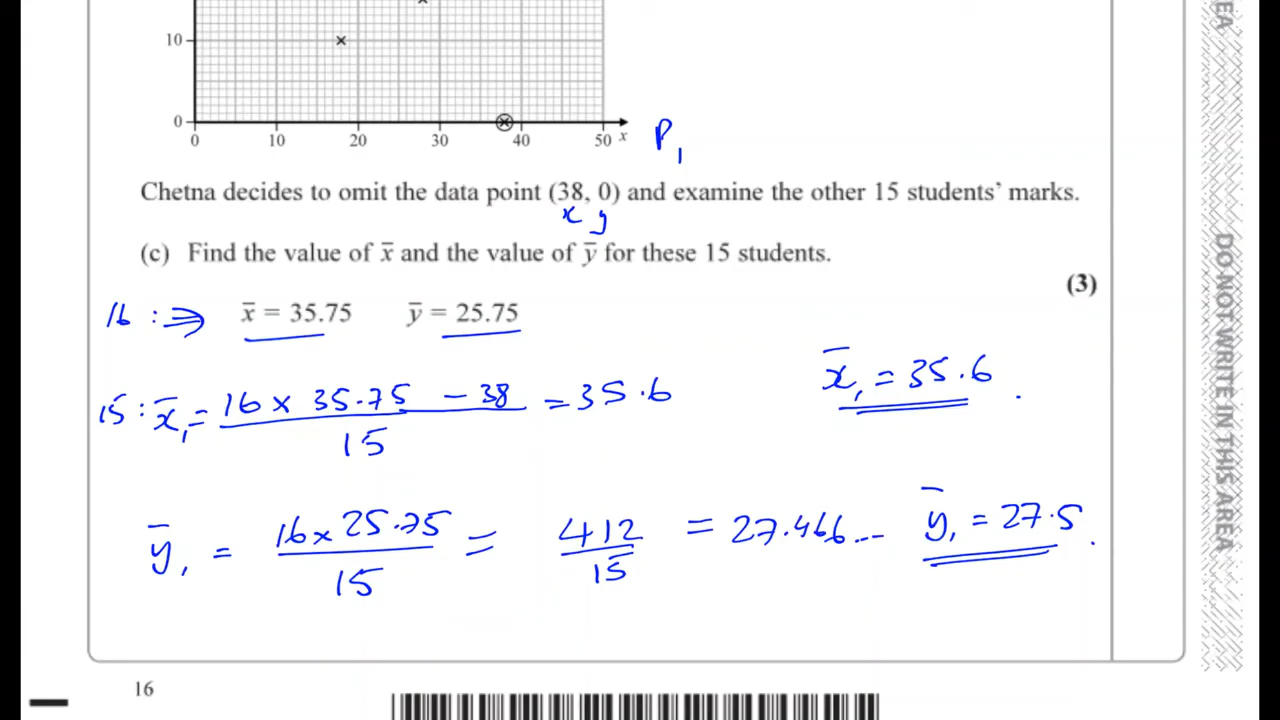 10
0
0 10 20 30 40 50 x
P₁
Chetna decides to omit the data point (38, 0) and examine the other 15 students' marks.
x y
(c) Find the value of x̄ and the value of ȳ for these 15 students.
(3)
16 : ⇒ x̄ = 35.75 ȳ = 25.75
15 : x̄₁ = (16 × 35.75 − 38)/15 = 35.6
x̄₁ = 35.6.
ȳ₁ = (16 × 25.75)/15 = 412/15 = 27.466...
ȳ₁ = 27.5.
16
EA
DO NOT WRITE IN THIS AREA